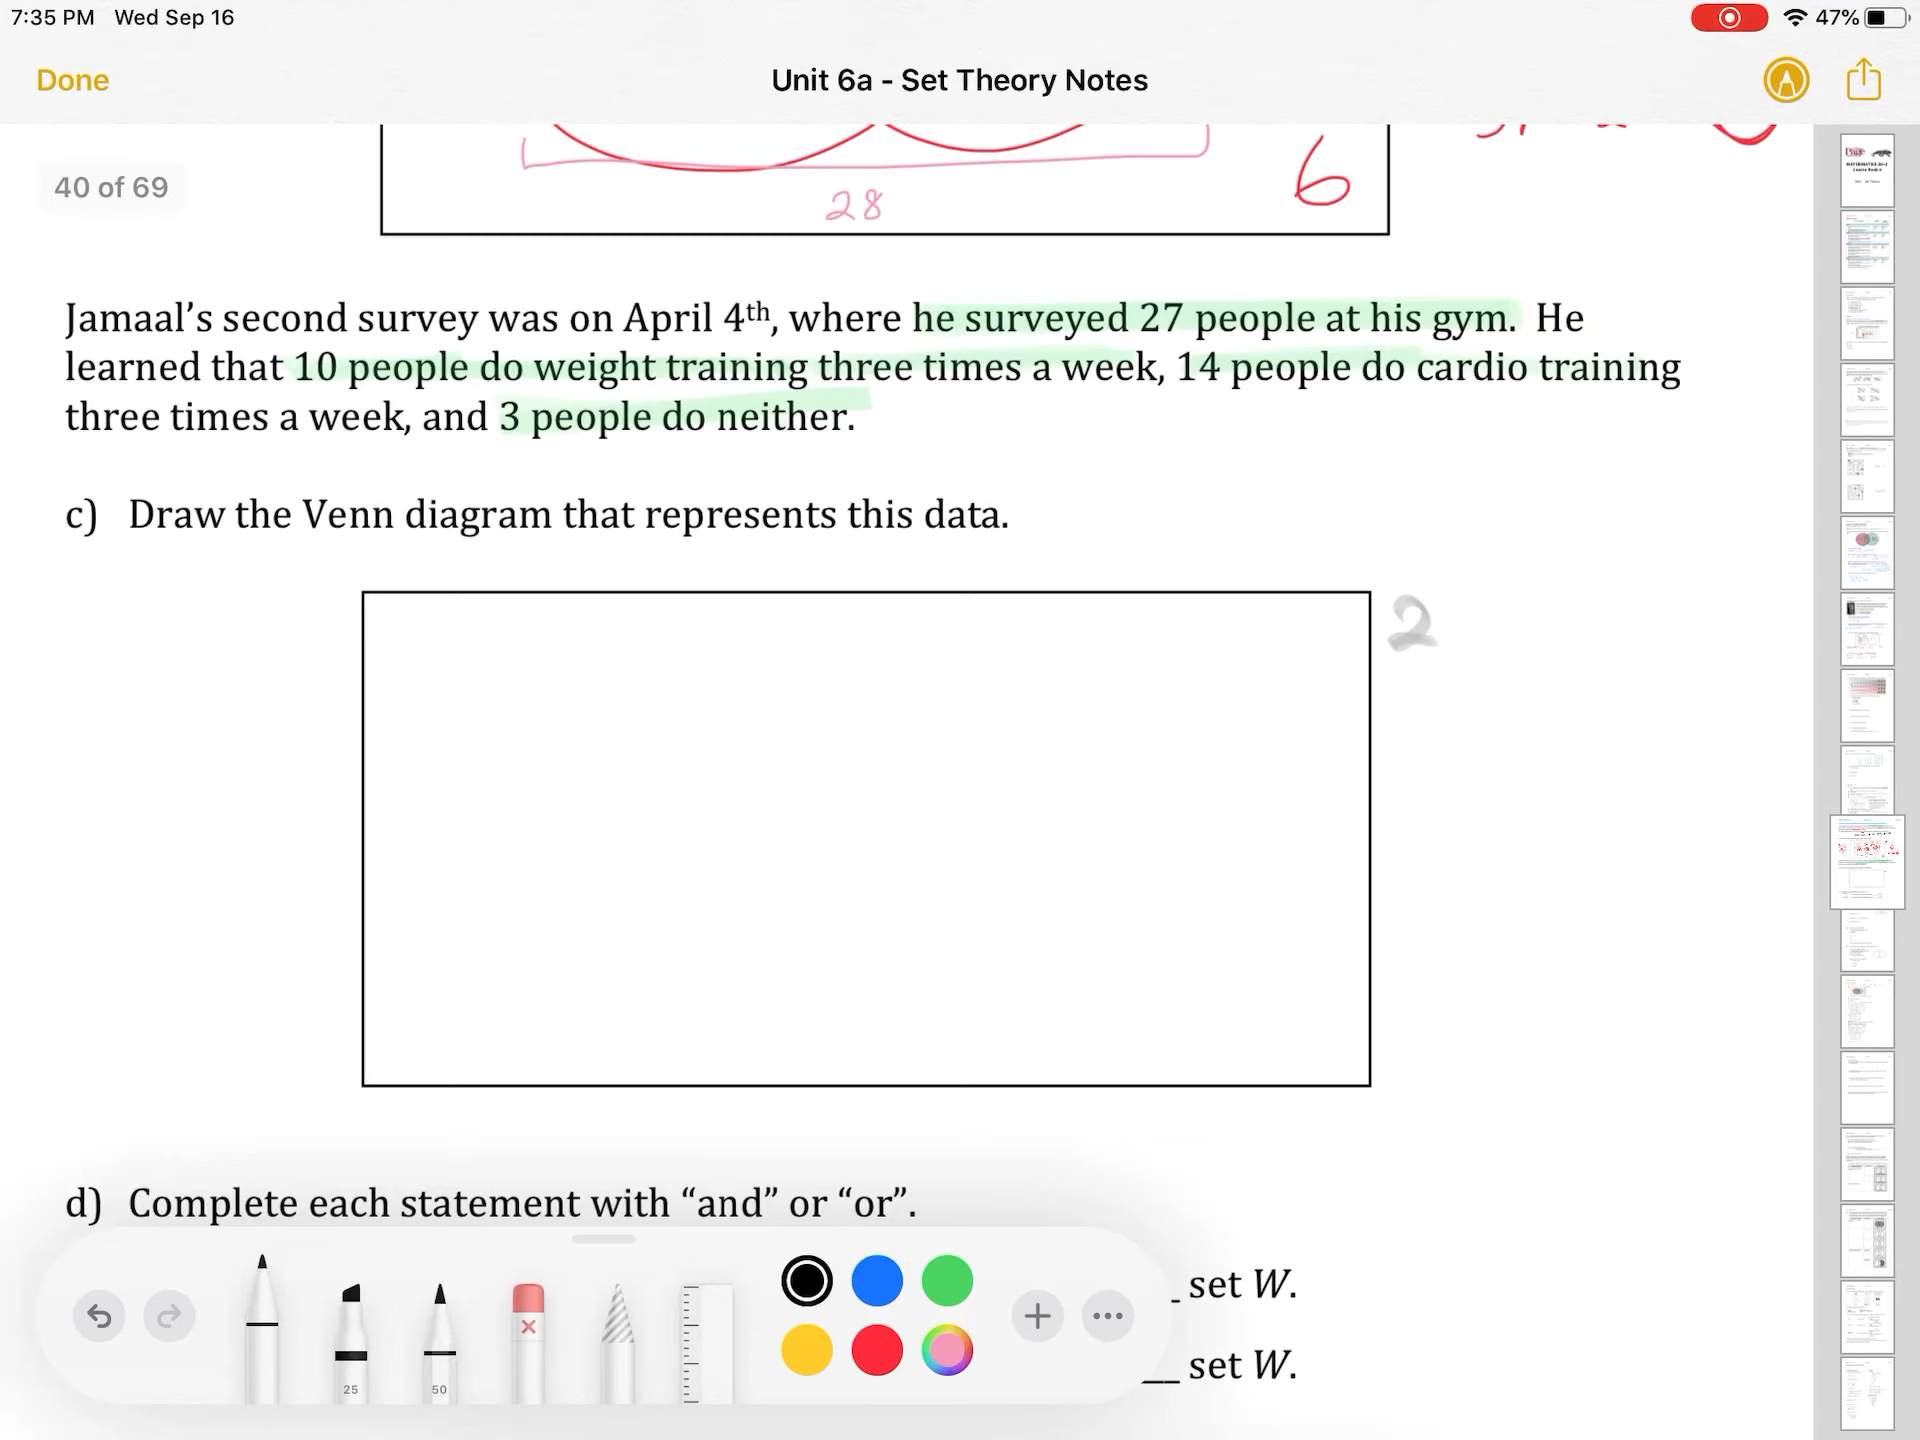 7:35 PM Wed Sep 16
47%
Done
Unit 6a - Set Theory Notes
40 of 69
28
6
Jamaal’s second survey was on April 4th, where he surveyed 27 people at his gym. He
learned that 10 people do weight training three times a week, 14 people do cardio training
three times a week, and 3 people do neither.
c) Draw the Venn diagram that represents this data.
2
d) Complete each statement with “and” or “or”.
_ set W.
__ set W.
25
50